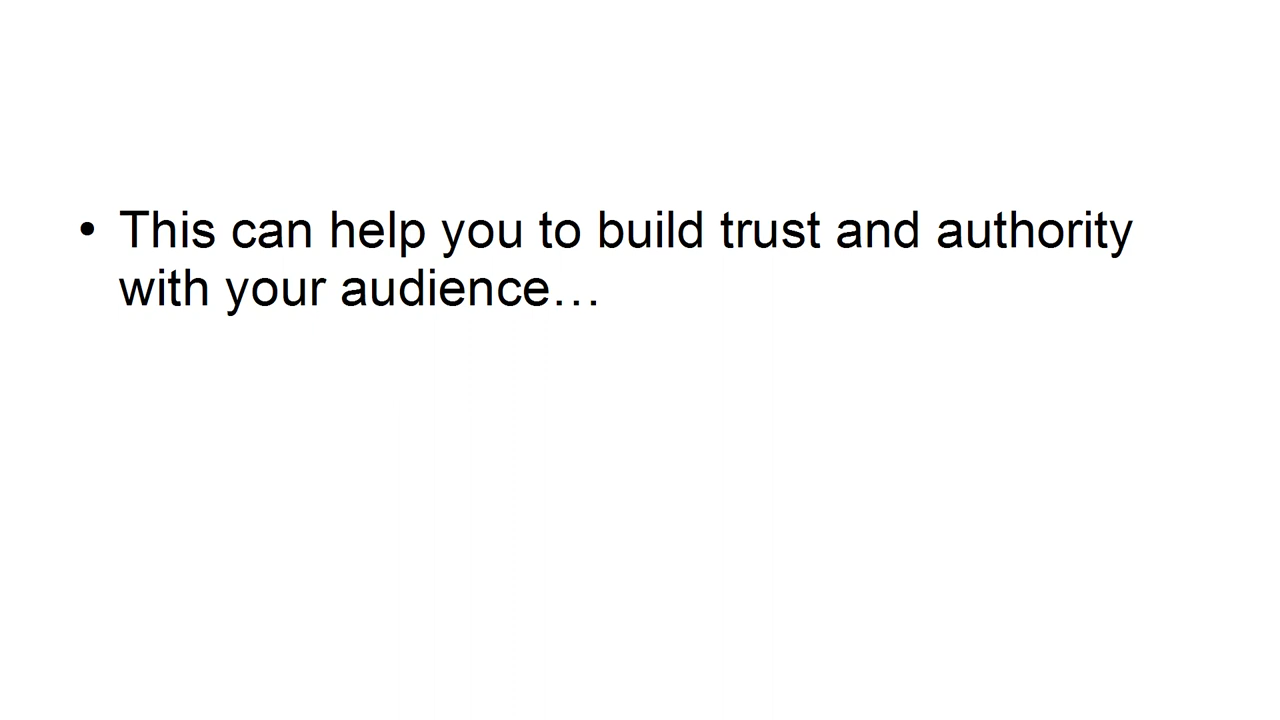 • This can help you to build trust and authority
with your audience…